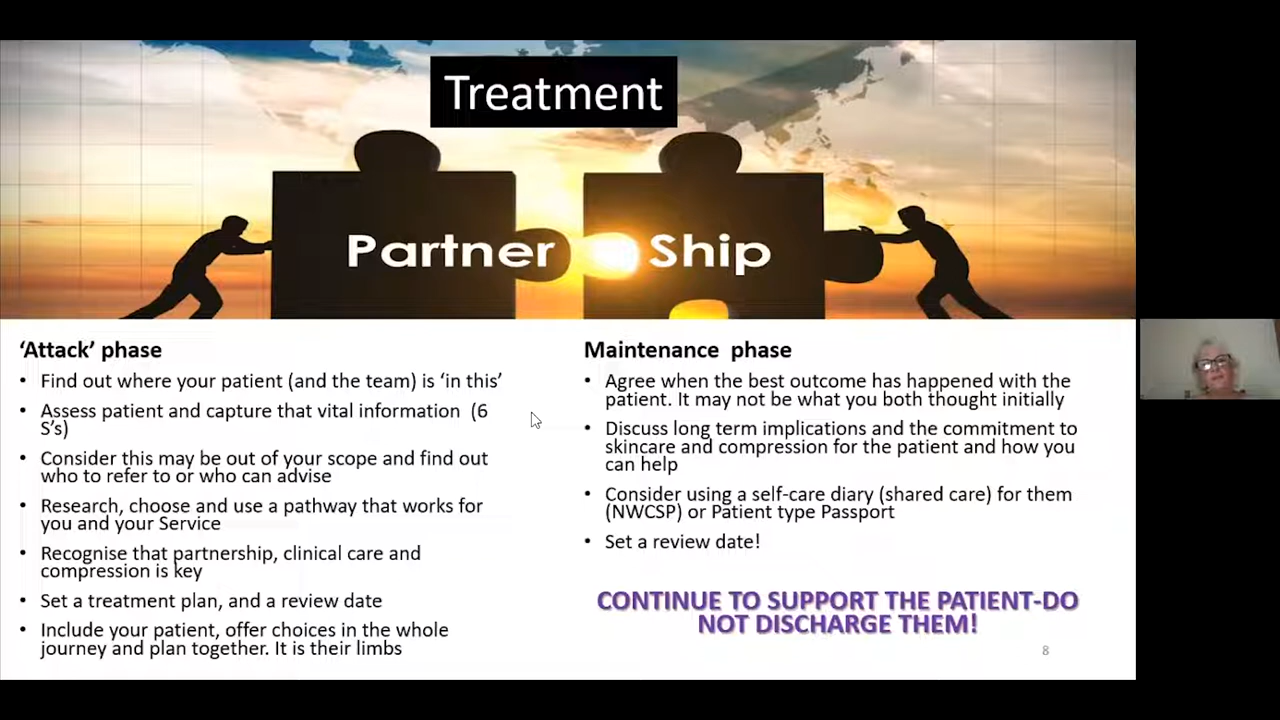 Treatment
Partner Ship
‘Attack’ phase
• Find out where your patient (and the team) is ‘in this’
• Assess patient and capture that vital information (6
S’s)
• Consider this may be out of your scope and find out
who to refer to or who can advise
• Research, choose and use a pathway that works for
you and your Service
• Recognise that partnership, clinical care and
compression is key
• Set a treatment plan, and a review date
• Include your patient, offer choices in the whole
journey and plan together. It is their limbs
Maintenance phase
• Agree when the best outcome has happened with the
patient. It may not be what you both thought initially
• Discuss long term implications and the commitment to
skincare and compression for the patient and how you
can help
• Consider using a self-care diary (shared care) for them
(NWCSP) or Patient type Passport
• Set a review date!
CONTINUE TO SUPPORT THE PATIENT-DO
NOT DISCHARGE THEM!
8